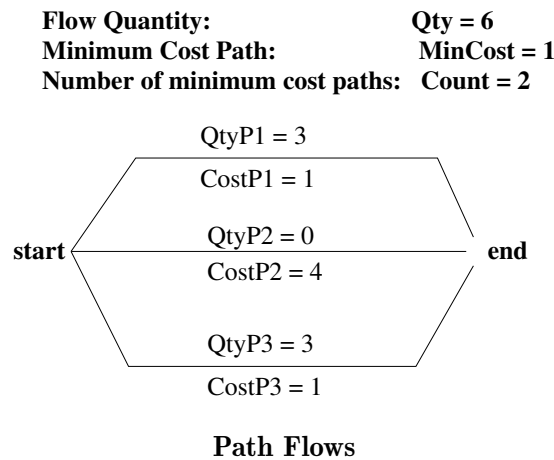 Flow Quantity: Qty = 6
Minimum Cost Path: MinCost = 1
Number of minimum cost paths: Count = 2
QtyP1 = 3
CostP1 = 1
QtyP2 = 0
start end
CostP2 = 4
QtyP3 = 3
CostP3 = 1
Path Flows